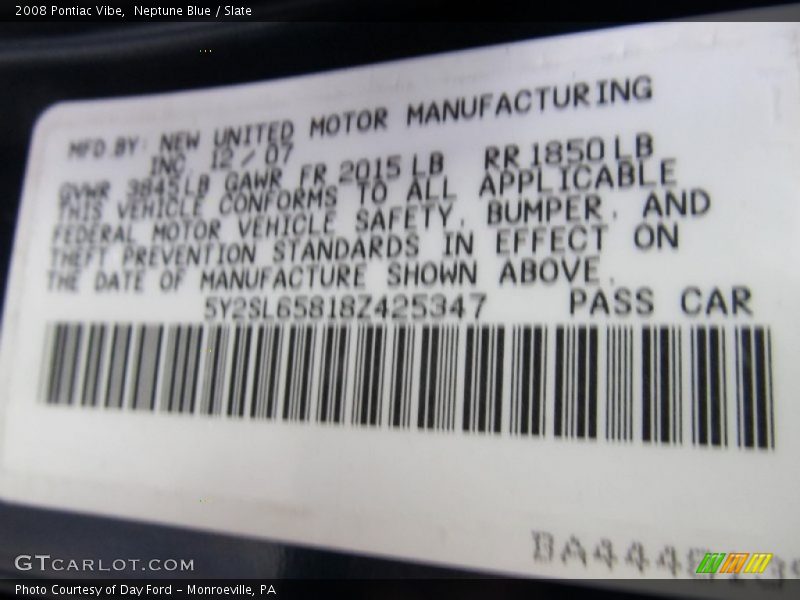 2008 Pontiac Vibe,  Neptune Blue / Slate
MFD.BY: NEW UNITED MOTOR MANUFACTURING
INC. 12/07
GVWR 3845LB GAWR FR 2015 LB RR 1850 LB
THIS VEHICLE CONFORMS TO ALL APPLICABLE
FEDERAL MOTOR VEHICLE SAFETY, BUMPER, AND
THEFT PREVENTION STANDARDS IN EFFECT ON
THE DATE OF MANUFACTURE SHOWN ABOVE.
5Y2SL65818Z425347 PASS CAR
GTCARLOT.COM
Photo Courtesy of Day Ford - Monroeville, PA